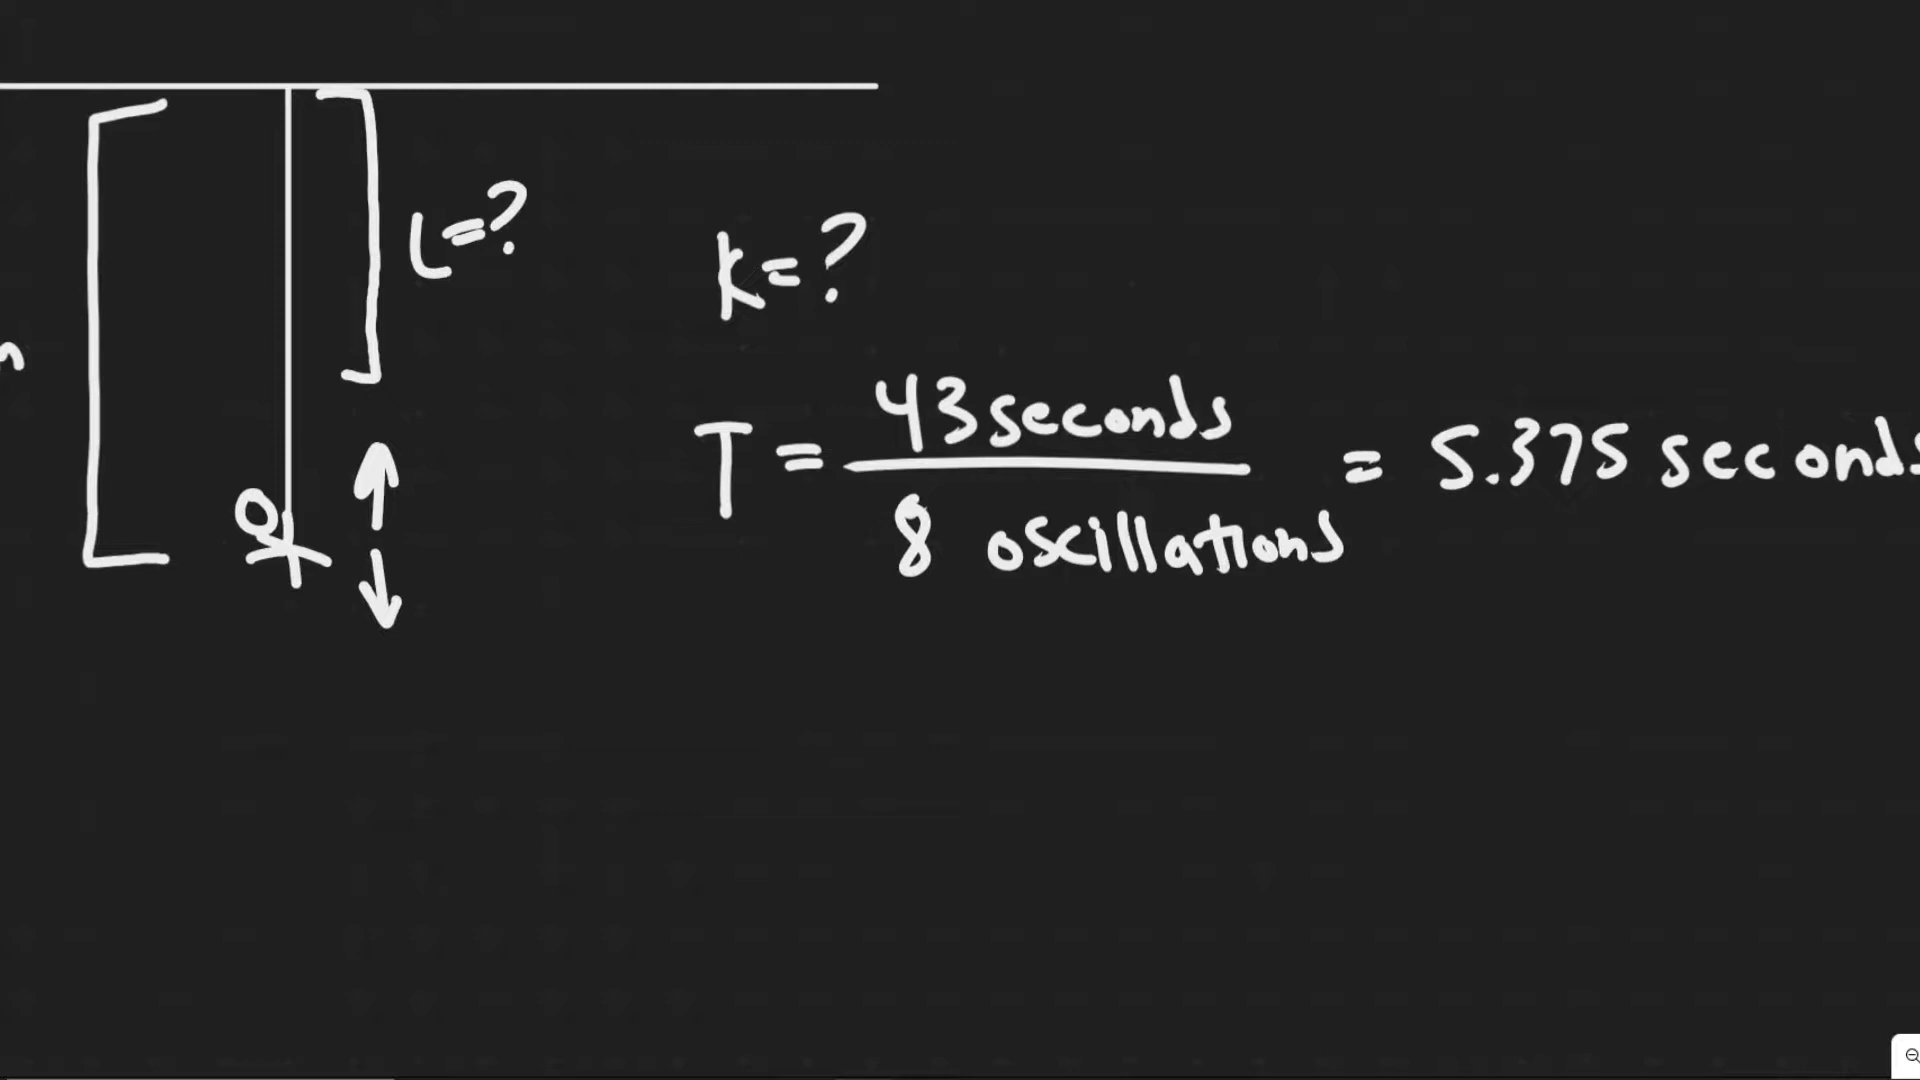 L=?
k=?
T = 43 seconds / 8 oscillations = 5.375 seconds